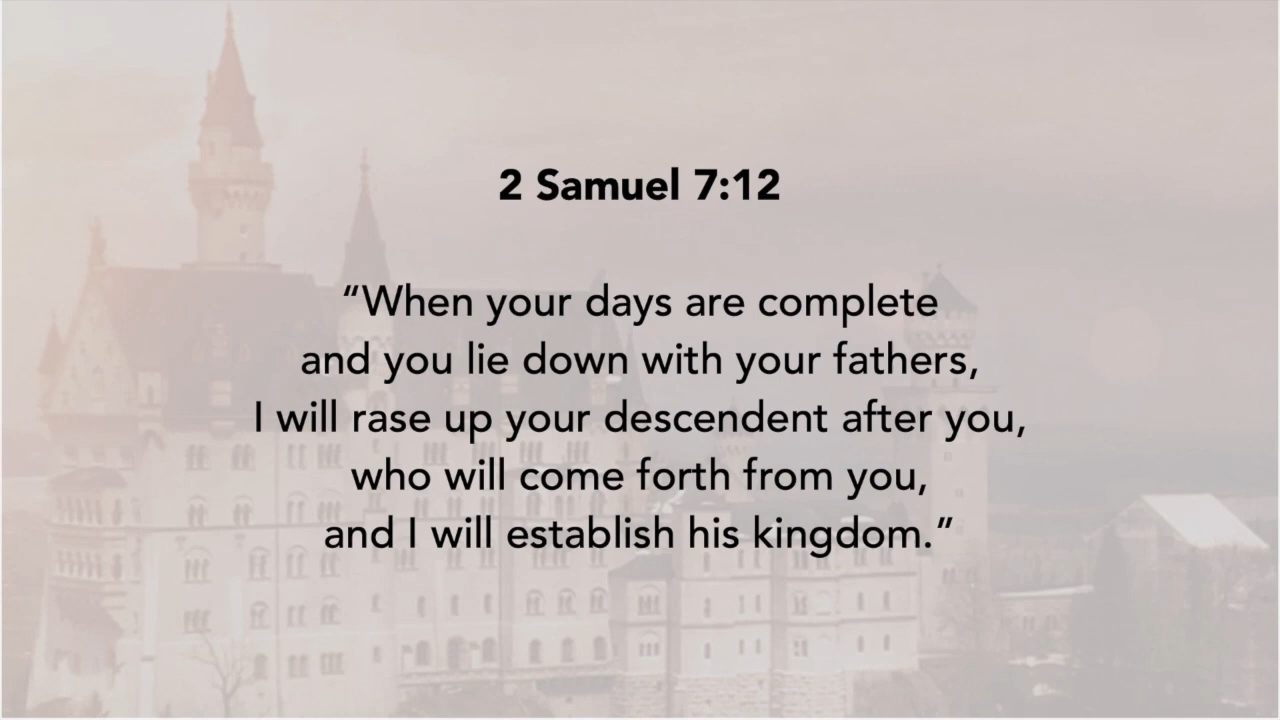 2 Samuel 7:12
“When your days are complete
and you lie down with your fathers,
I will rase up your descendent after you,
who will come forth from you,
and I will establish his kingdom.”